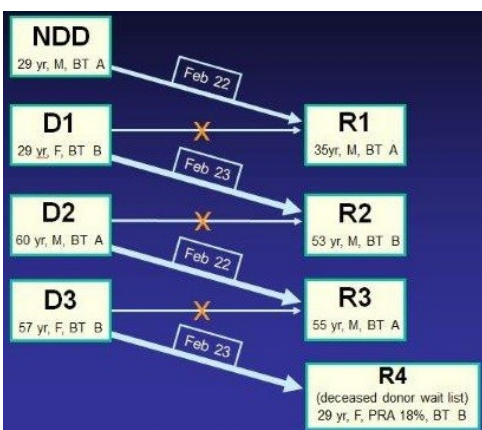 NDD
29 yr, M, BT A
Feb 22
D1
29 yr, F, BT B
X
R1
35yr, M, BT A
Feb 23
D2
60 yr, M, BT A
X
R2
53 yr, M, BT B
Feb 22
D3
57 yr, F, BT B
X
R3
55 yr, M, BT A
Feb 23
R4
(deceased donor wait list)
29 yr, F, PRA 18%, BT B